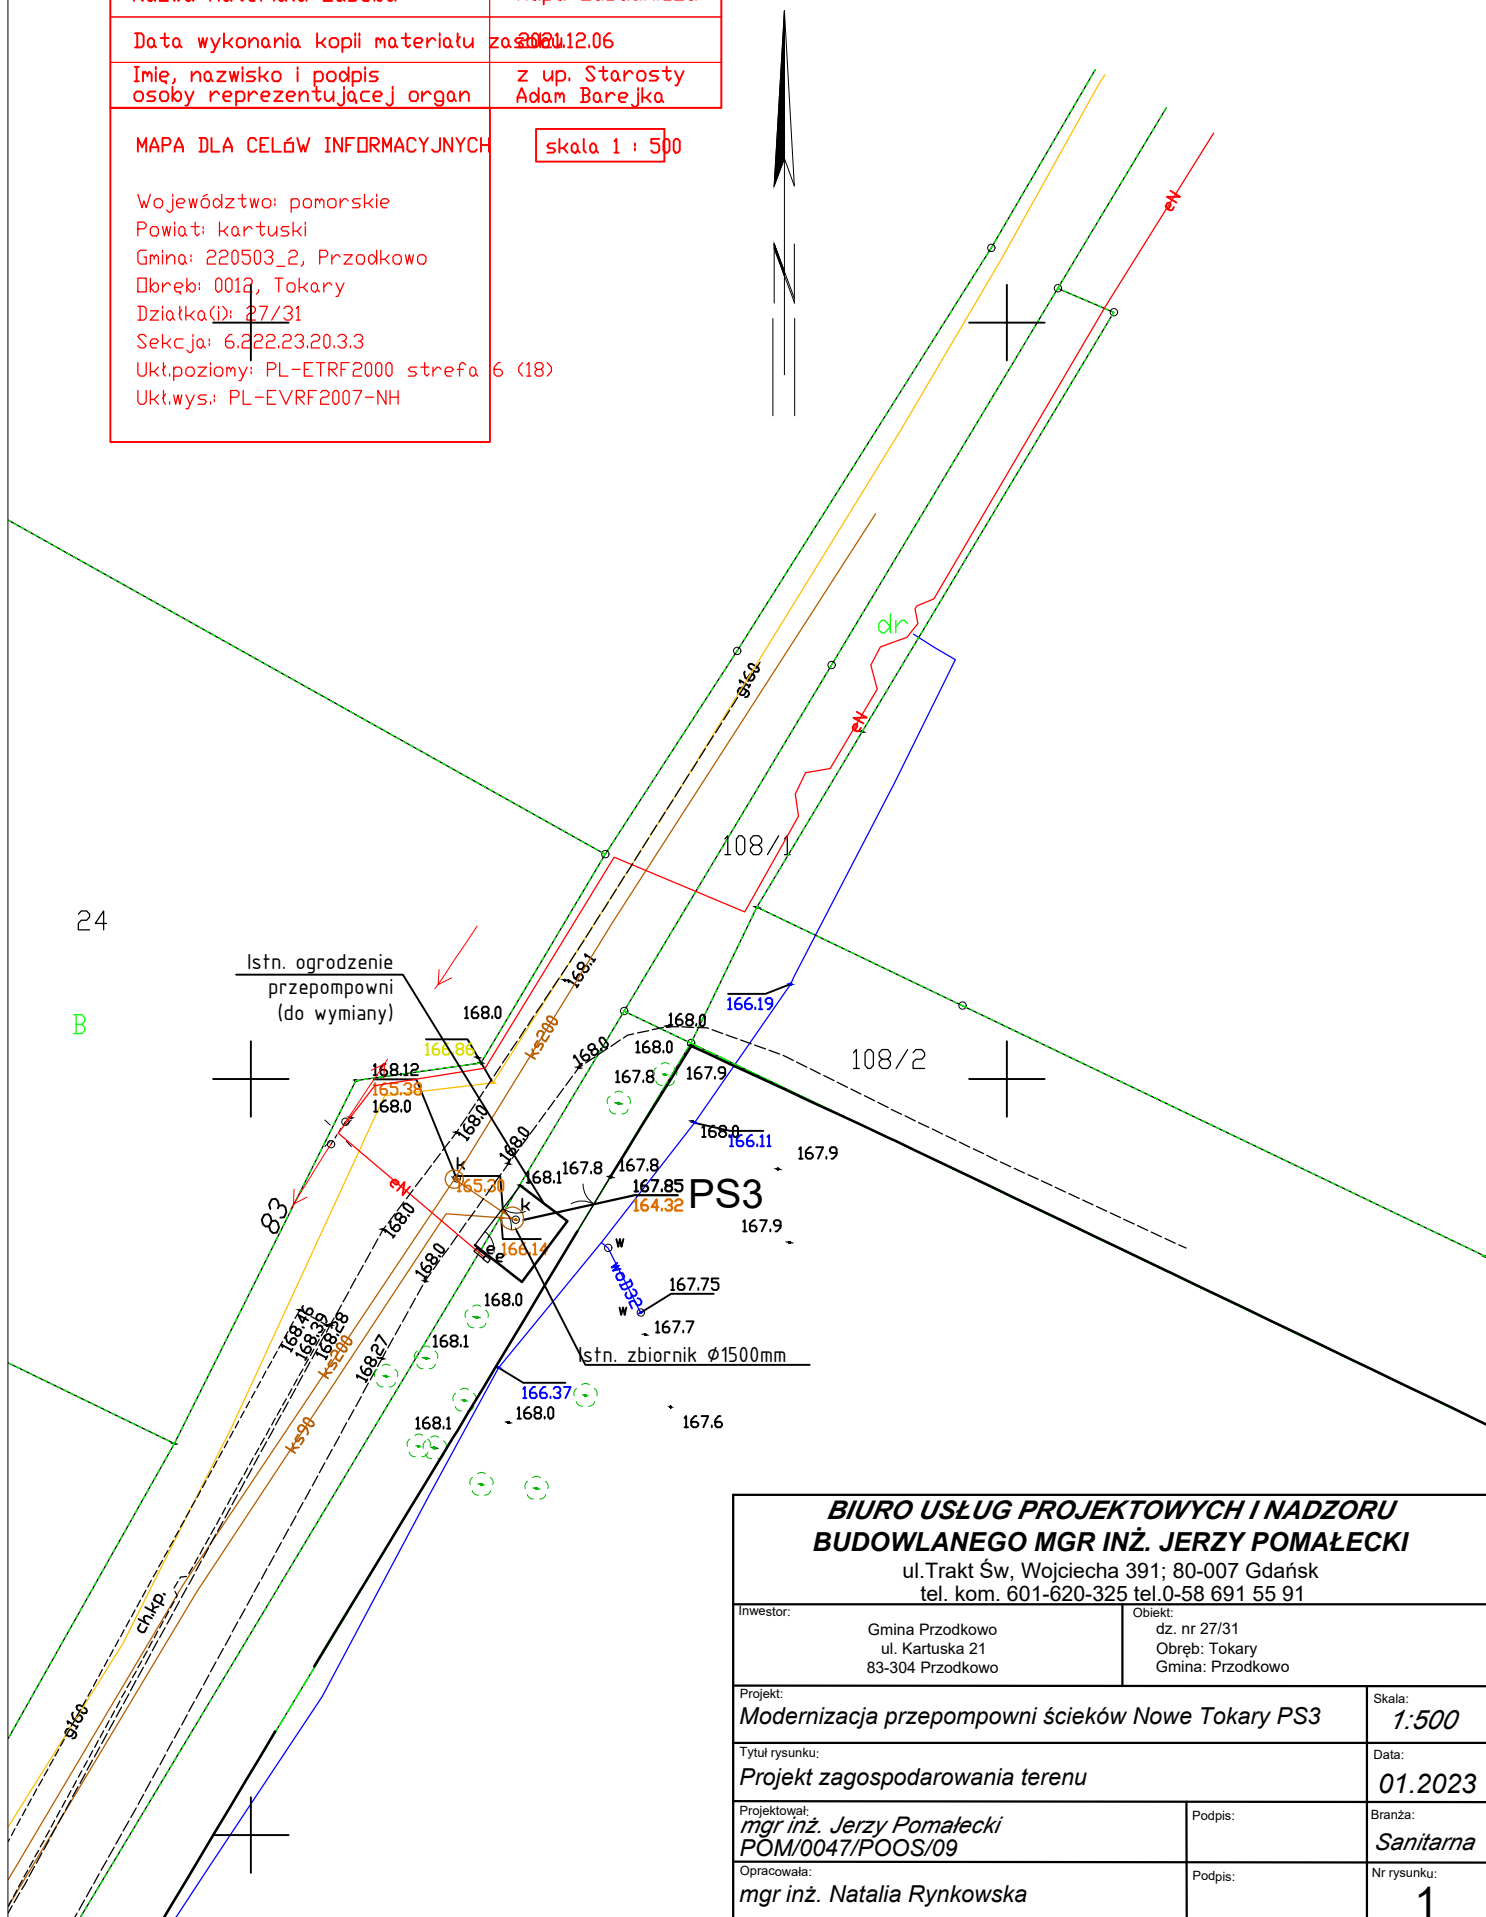 Data wykonania kopii materiału zasobu
2021.12.06
Imię, nazwisko i podpis
osoby reprezentującej organ
z up. Starosty
Adam Barejka
MAPA DLA CELÓW INFORMACYJNYCH
skala 1 : 500
Województwo: pomorskie
Powiat: kartuski
Gmina: 220503_2, Przodkowo
Obręb: 0012, Tokary
Działka(i): 27/31
Sekcja: 6.222.23.20.3.3
Ukł.poziomy: PL-ETRF2000 strefa 6 (18)
Ukł.wys.: PL-EVRF2007-NH
eN
dr
g160
eN
108/1
24
Istn. ogrodzenie
przepompowni
(do wymiany)
168.1
166.19
168.0
B
168.0
ks200
168.0
168.0
108/2
166.86
168.12
167.8
167.9
165.38
168.0
168.0
168.0
166.11
168.0
167.9
k
167.8
167.8
168.1
eN
165.30
k
167.85
PS3
164.32
83
168.0
167.9
w
e
e
166.14
168.0
woD32
167.75
168.0
w
167.7
168.46
168.39
168.28
168.1
168.27
ks200
Istn. zbiornik Ø1500mm
166.37
168.0
168.1
167.6
ks90
ch.kp.
g160
BIURO USŁUG PROJEKTOWYCH I NADZORU
BUDOWLANEGO MGR INŻ. JERZY POMAŁECKI
ul.Trakt Św, Wojciecha 391; 80-007 Gdańsk
tel. kom. 601-620-325 tel.0-58 691 55 91
Inwestor:
Gmina Przodkowo
ul. Kartuska 21
83-304 Przodkowo
Obiekt:
dz. nr 27/31
Obręb: Tokary
Gmina: Przodkowo
Projekt:
Modernizacja przepompowni ścieków Nowe Tokary PS3
Skala:
1:500
Tytuł rysunku:
Projekt zagospodarowania terenu
Data:
01.2023
Projektował:
mgr inż. Jerzy Pomałecki
POM/0047/POOS/09
Podpis:
Branża:
Sanitarna
Opracowała:
mgr inż. Natalia Rynkowska
Podpis:
Nr rysunku:
1